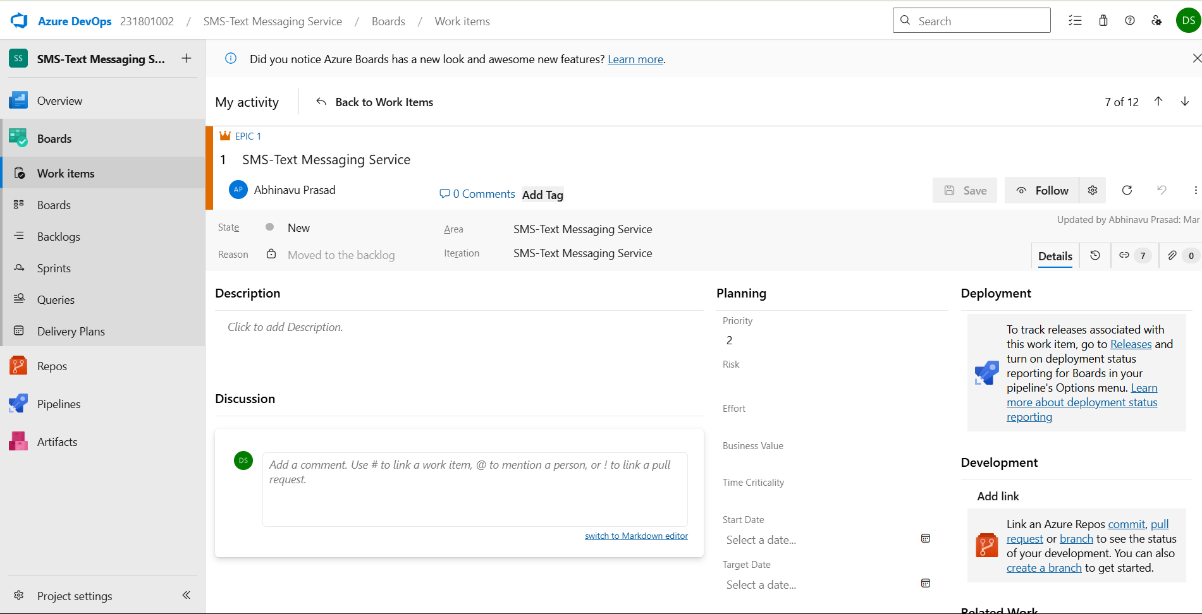 Azure DevOps 231801002 / SMS-Text Messaging Service / Boards / Work items
Search
DS
SS SMS-Text Messaging S...
Did you notice Azure Boards has a new look and awesome new features? Learn more.
Overview
Boards
Work items
Boards
Backlogs
Sprints
Queries
Delivery Plans
Repos
Pipelines
Artifacts
Project settings
My activity
Back to Work Items
7 of 12
EPIC 1
1 SMS-Text Messaging Service
AP Abhinavu Prasad
0 Comments Add Tag
Save
Follow
State New
Area SMS-Text Messaging Service
Updated by Abhinavu Prasad: Mar
Reason Moved to the backlog
Iteration SMS-Text Messaging Service
Details
7
0
Description
Click to add Description.
Discussion
DS
Add a comment. Use # to link a work item, @ to mention a person, or ! to link a pull
request.
switch to Markdown editor
Planning
Priority
2
Risk
Effort
Business Value
Time Criticality
Start Date
Select a date...
Target Date
Select a date...
Deployment
To track releases associated with
this work item, go to Releases and
turn on deployment status
reporting for Boards in your
pipeline's Options menu. Learn
more about deployment status
reporting
Development
Add link
Link an Azure Repos commit, pull
request or branch to see the status
of your development. You can also
create a branch to get started.
Related Work